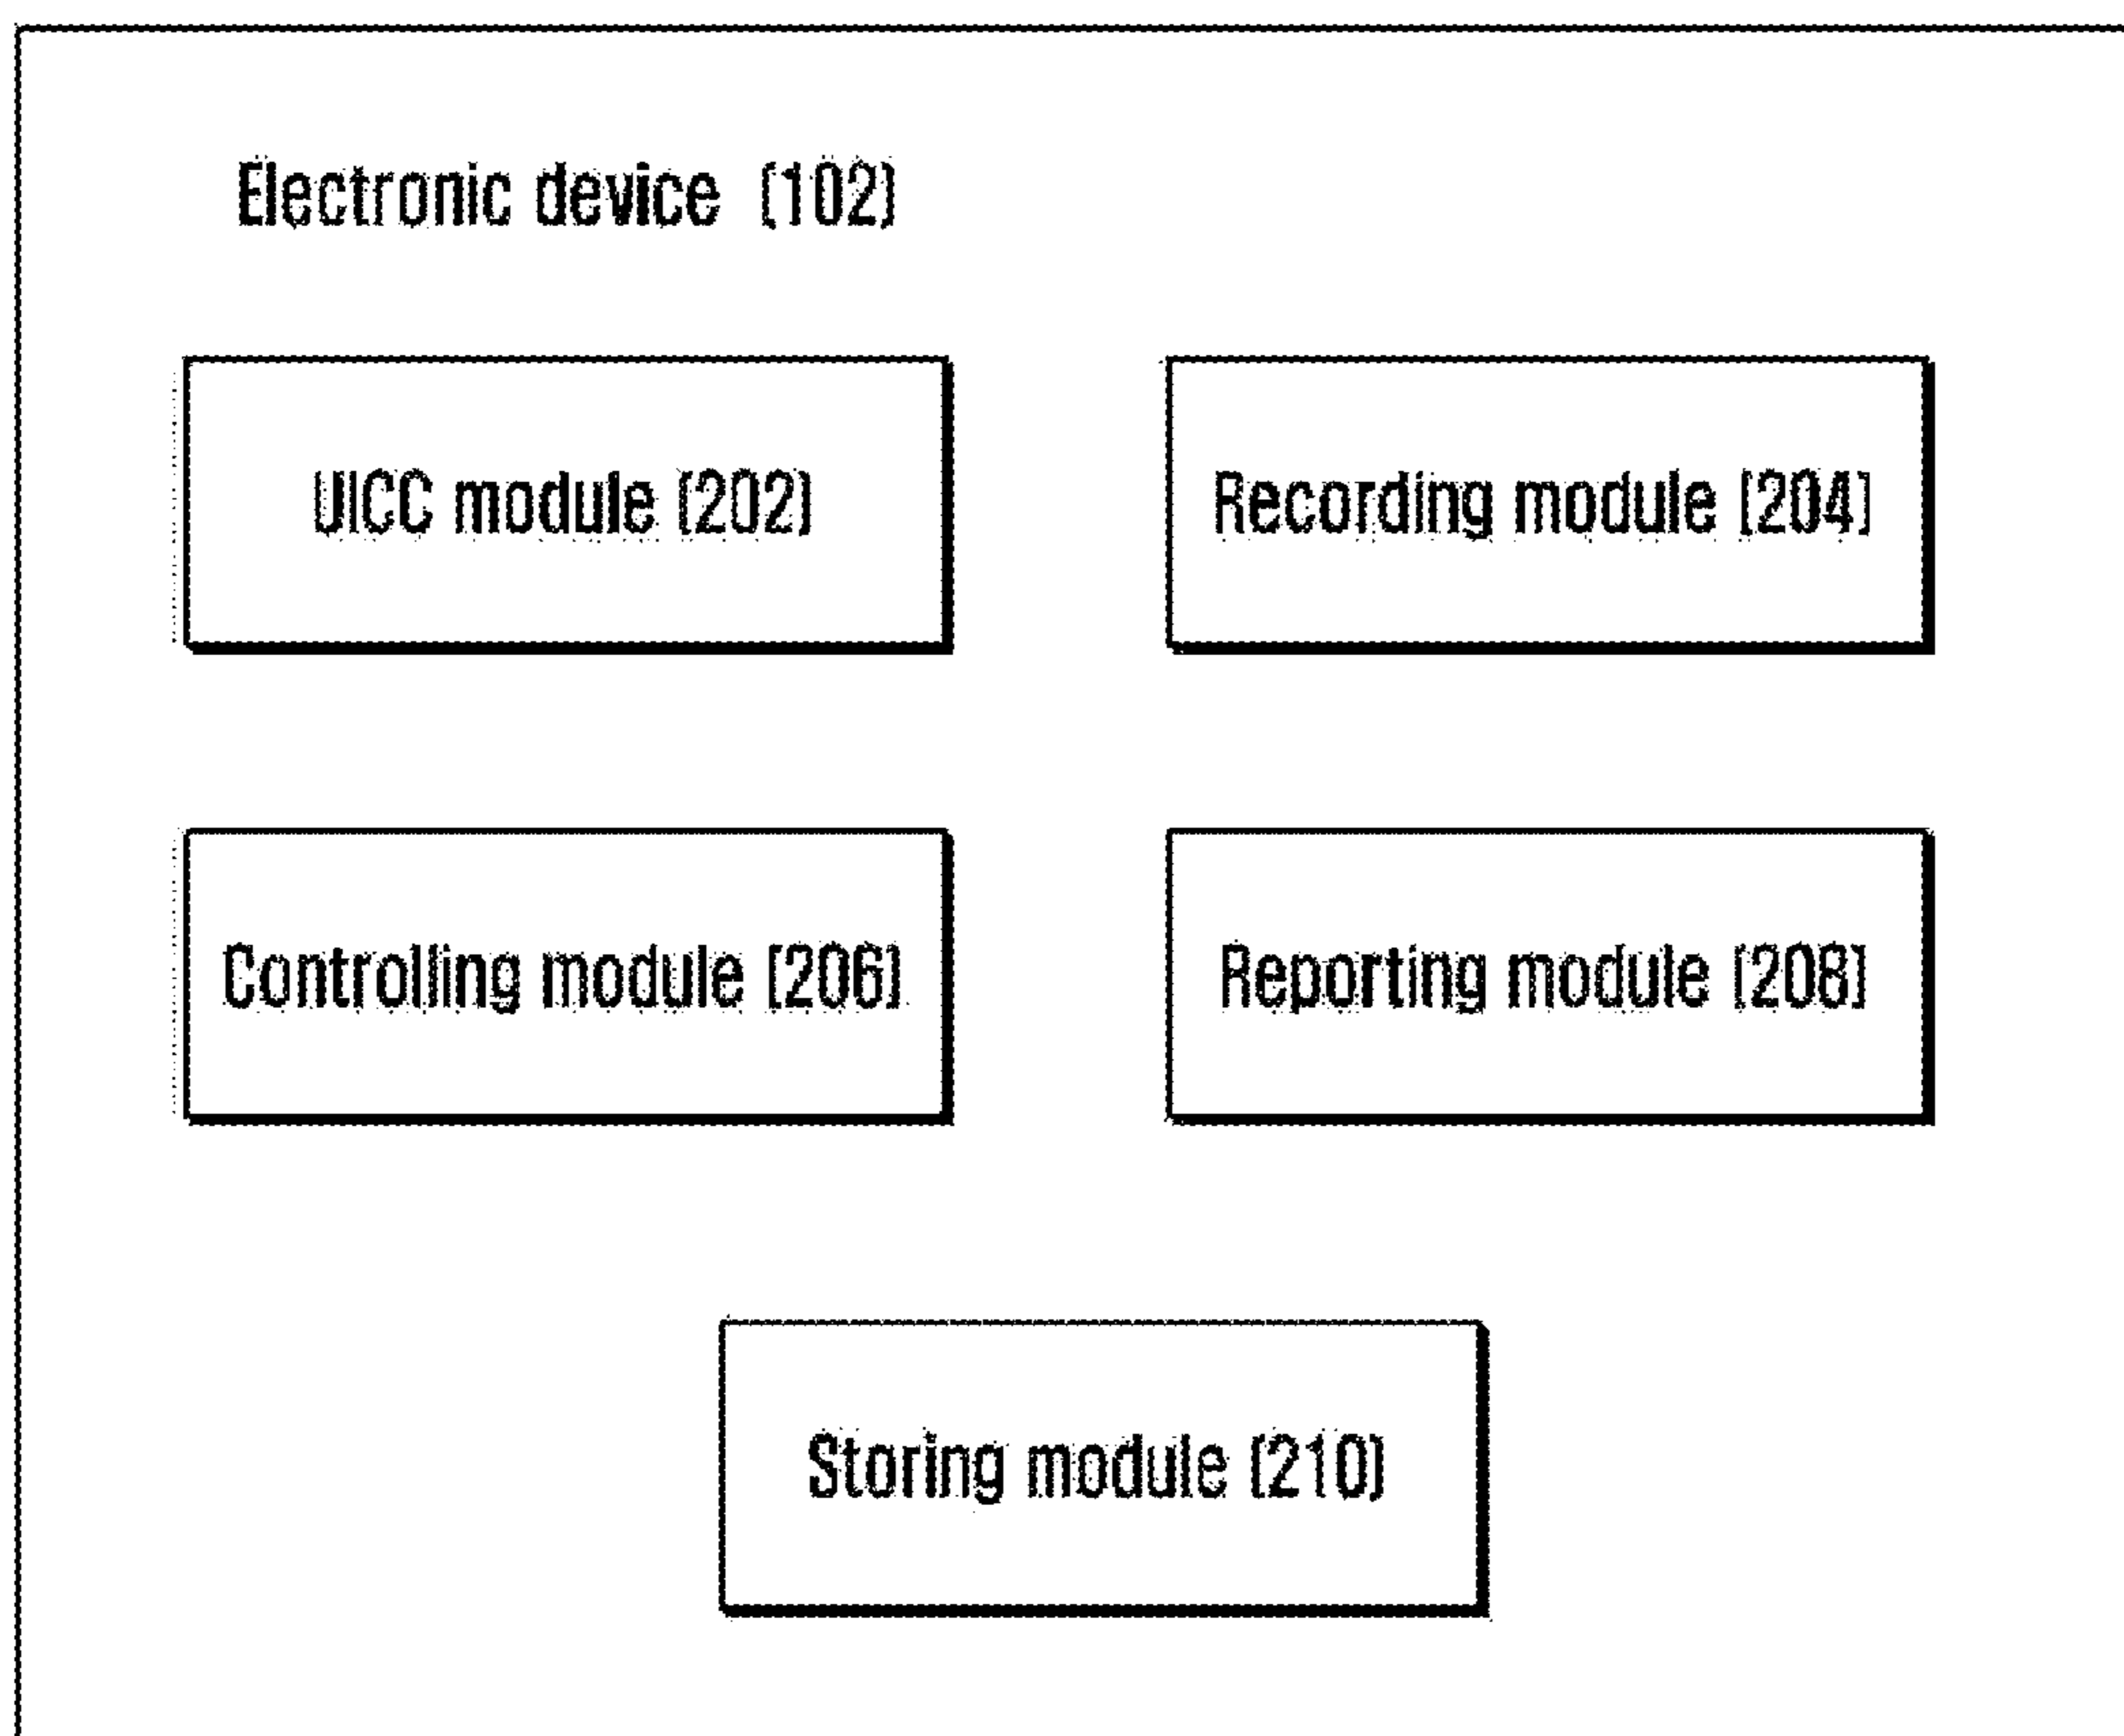 Electronic device (102)
UICC module (202)
Recording module (204)
Controlling module (206)
Reporting module (208)
Storing module (210)